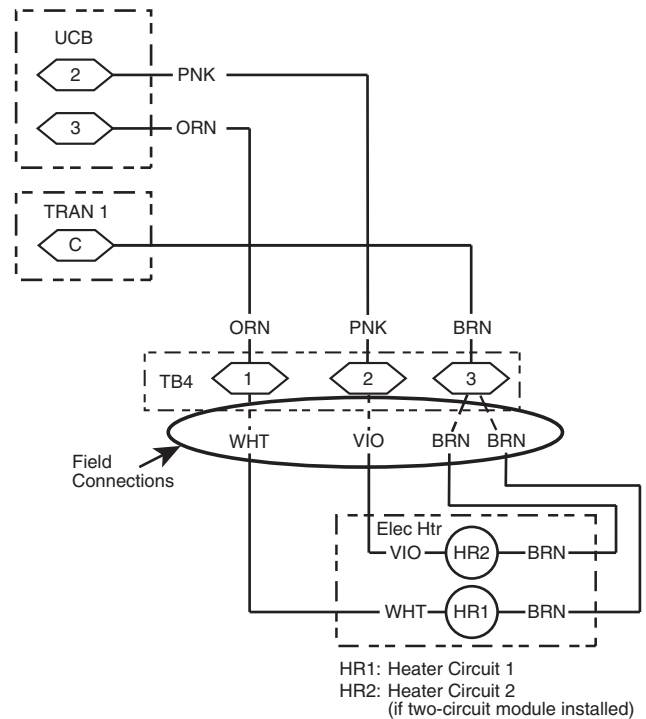 UCB
2
PNK
3
ORN
TRAN 1
C
ORN
PNK
BRN
TB4
1
2
3
WHT
VIO
BRN
BRN
Field
Connections
Elec Htr
VIO
HR2
BRN
WHT
HR1
BRN
HR1: Heater Circuit 1
HR2: Heater Circuit 2
(if two-circuit module installed)